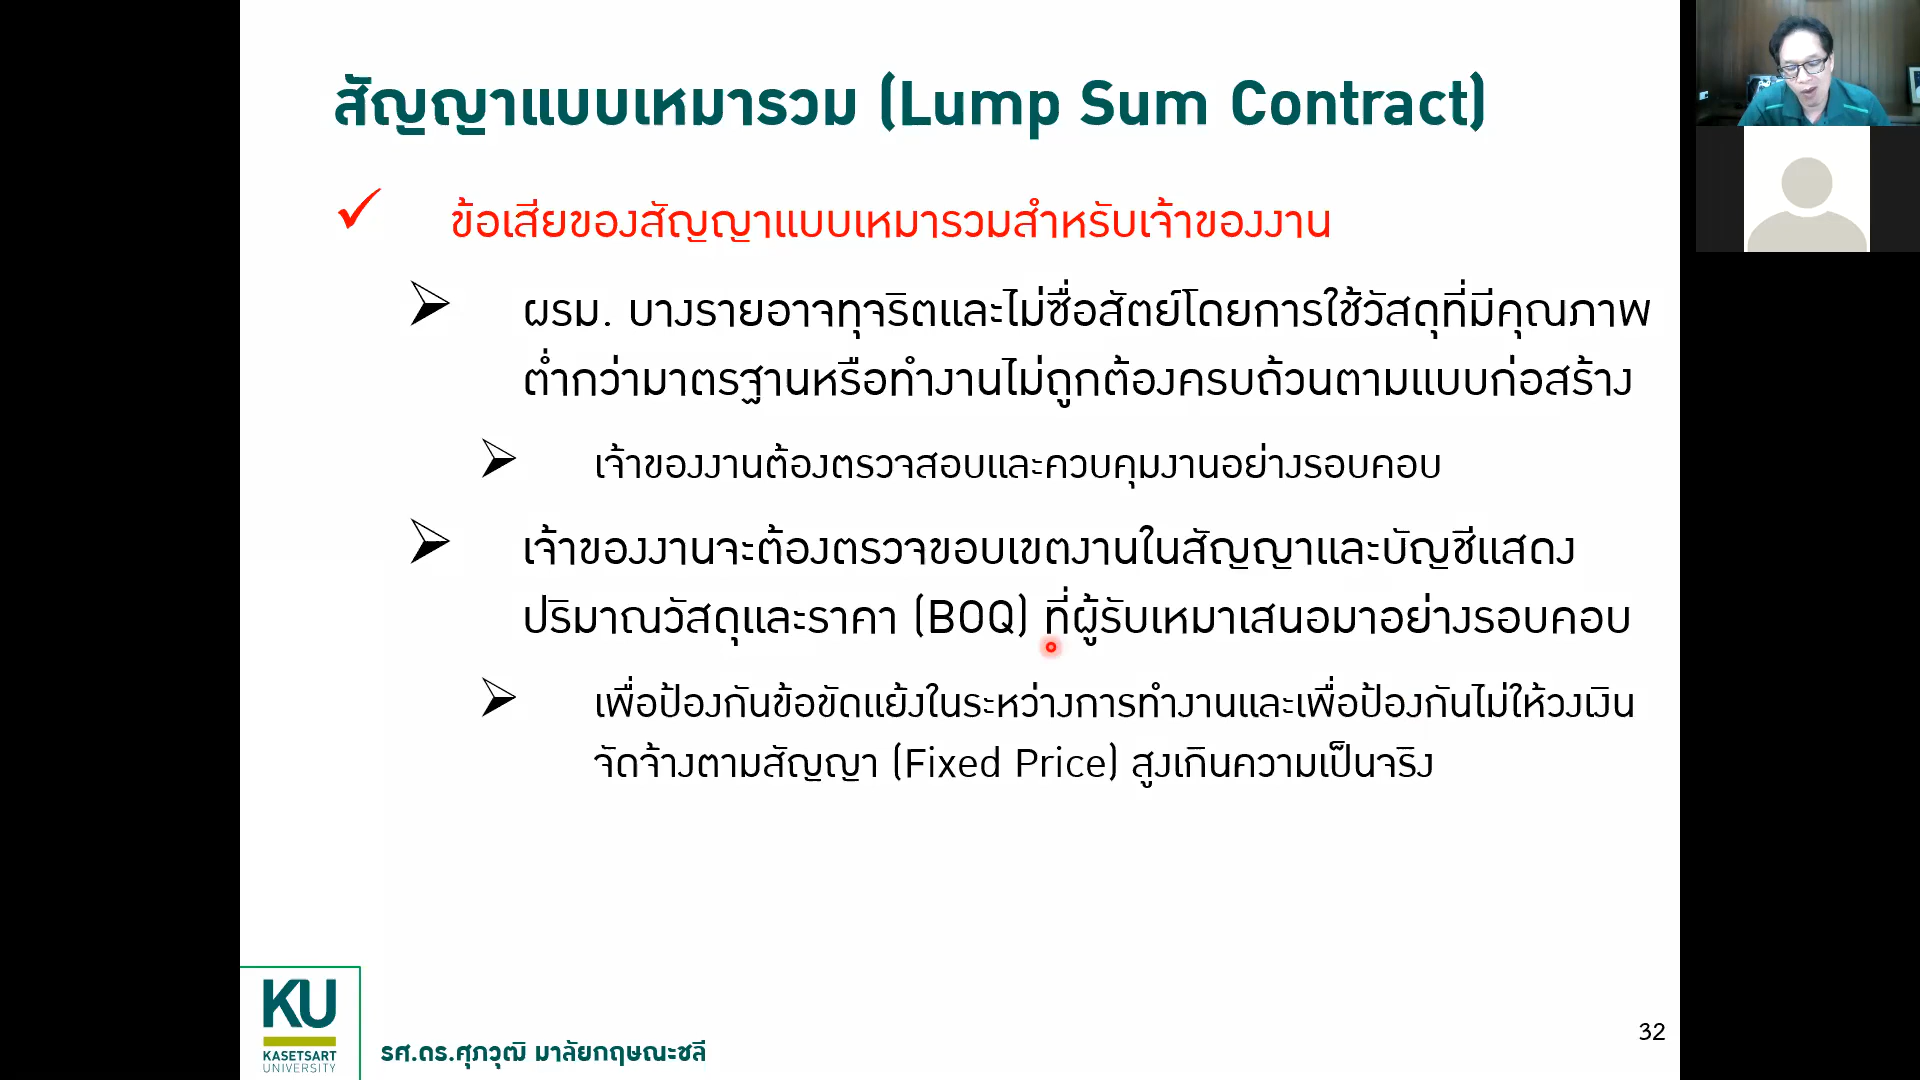 สัญญาแบบเหมารวม (Lump Sum Contract)
ข้อเสียของสัญญาแบบเหมารวมสำหรับเจ้าของงาน
ผรม. บางรายอาจทุจริตและไม่ซื่อสัตย์โดยการใช้วัสดุที่มีคุณภาพ
ต่ำกว่ามาตรฐานหรือทำงานไม่ถูกต้องครบถ้วนตามแบบก่อสร้าง
เจ้าของงานต้องตรวจสอบและควบคุมงานอย่างรอบคอบ
เจ้าของงานจะต้องตรวจขอบเขตงานในสัญญาและบัญชีแสดง
ปริมาณวัสดุและราคา (BOQ) ที่ผู้รับเหมาเสนอมาอย่างรอบคอบ
เพื่อป้องกันข้อขัดแย้งในระหว่างการทำงานและเพื่อป้องกันไม่ให้วงเงิน
จัดจ้างตามสัญญา (Fixed Price) สูงเกินความเป็นจริง
KU
KASETSART
UNIVERSITY
รศ.ดร.ศุภวุฒิ มาลัยกฤษณะชลี
32